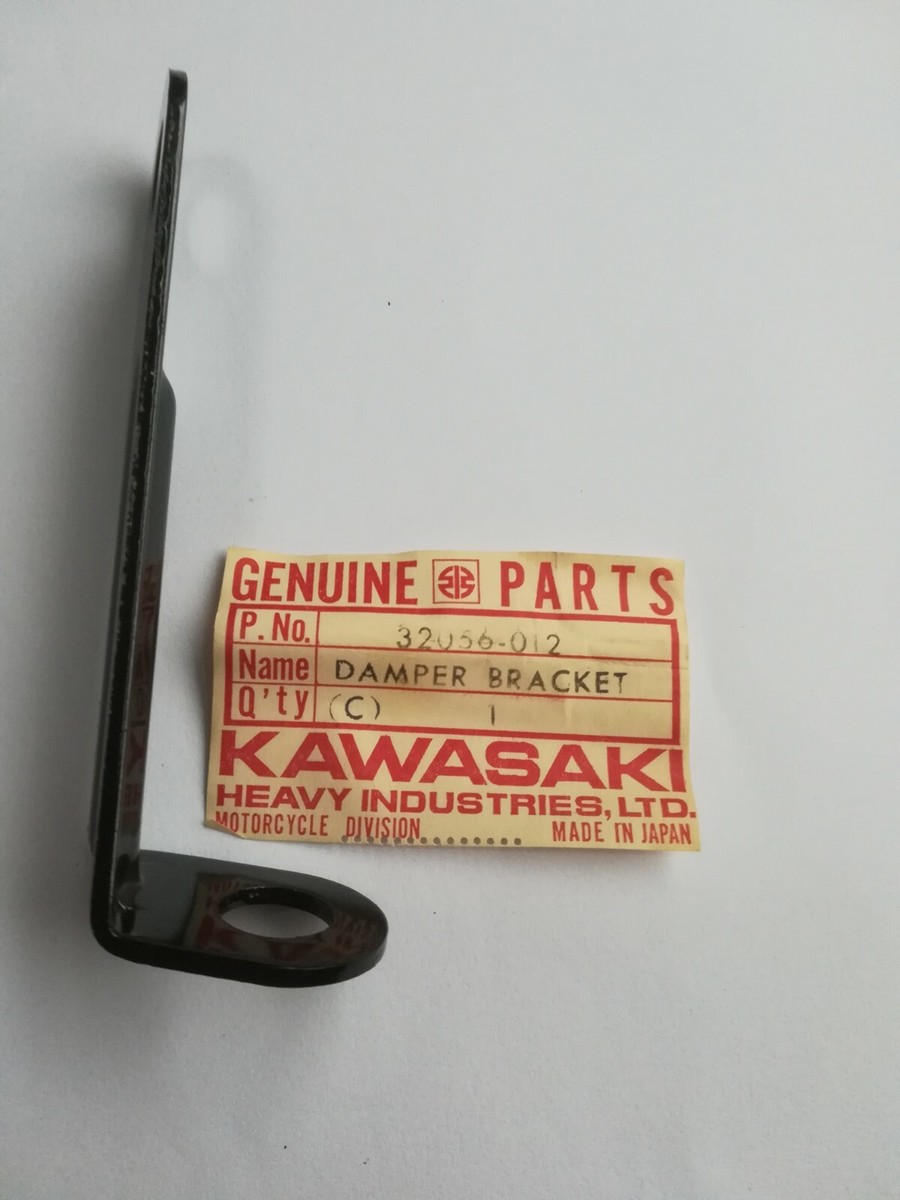 GENUINE PARTS
P. No. 32056-012
Name DAMPER BRACKET
Q'ty (C) 1
KAWASAKI
HEAVY INDUSTRIES, LTD.
MOTORCYCLE DIVISION MADE IN JAPAN